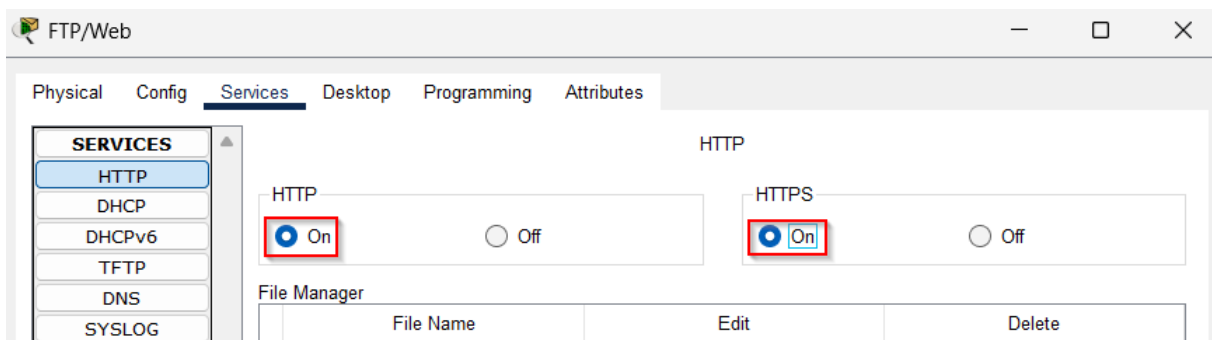 FTP/Web
Physical Config Services Desktop Programming Attributes
SERVICES
HTTP
DHCP
DHCPv6
TFTP
DNS
SYSLOG
HTTP
HTTP
On Off
HTTPS
On Off
File Manager
File Name Edit Delete